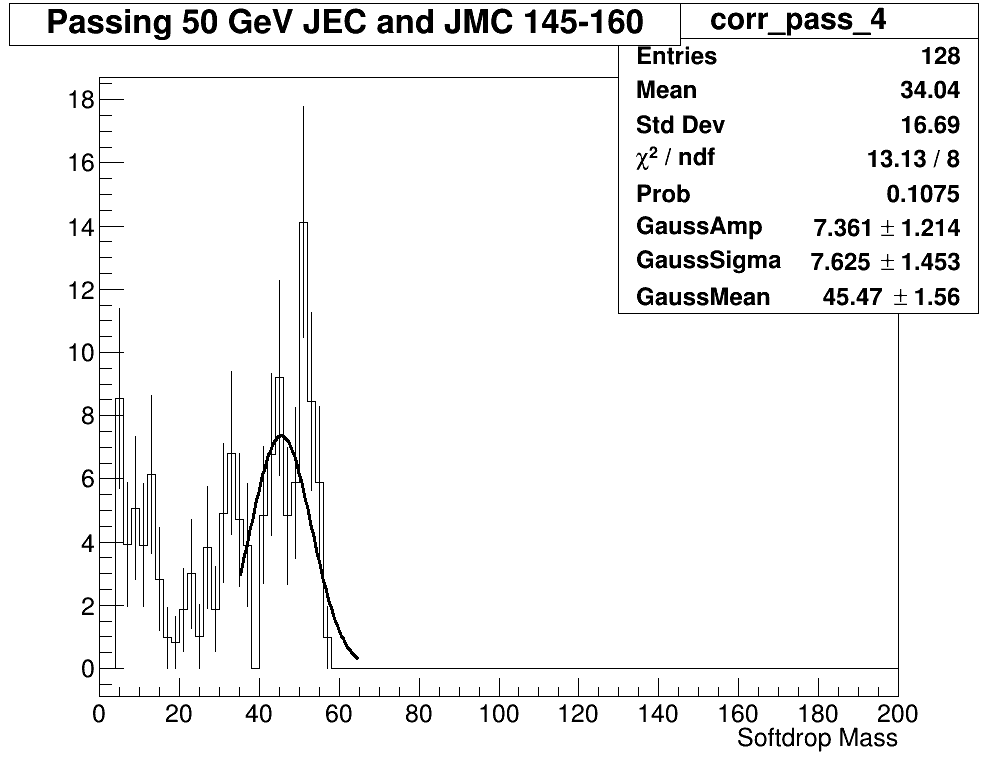 Passing 50 GeV JEC and JMC 145-160
corr_pass_4
Entries 128
Mean 34.04
Std Dev 16.69
χ² / ndf 13.13 / 8
Prob 0.1075
GaussAmp 7.361 ± 1.214
GaussSigma 7.625 ± 1.453
GaussMean 45.47 ± 1.56
18
16
14
12
10
8
6
4
2
0
0 20 40 60 80 100 120 140 160 180 200
Softdrop Mass